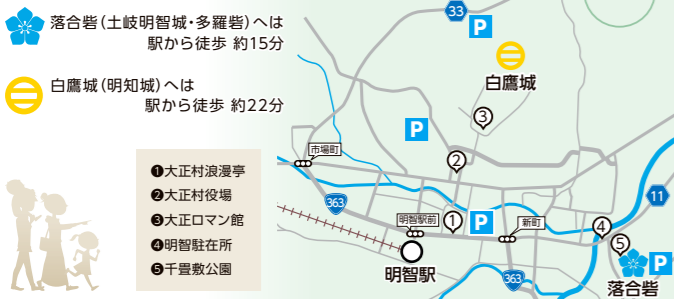 落合砦(土岐明智城・多羅砦)へは
駅から徒歩 約15分
白鷹城(明知城)へは
駅から徒歩 約22分
❶大正村浪漫亭
❷大正村役場
❸大正ロマン館
❹明智駐在所
❺千畳敷公園
33
P
白鷹城
3
P
市場町
2
11
363
明智駅前
1
P
新町
4
5
P
明智駅
363
落合砦